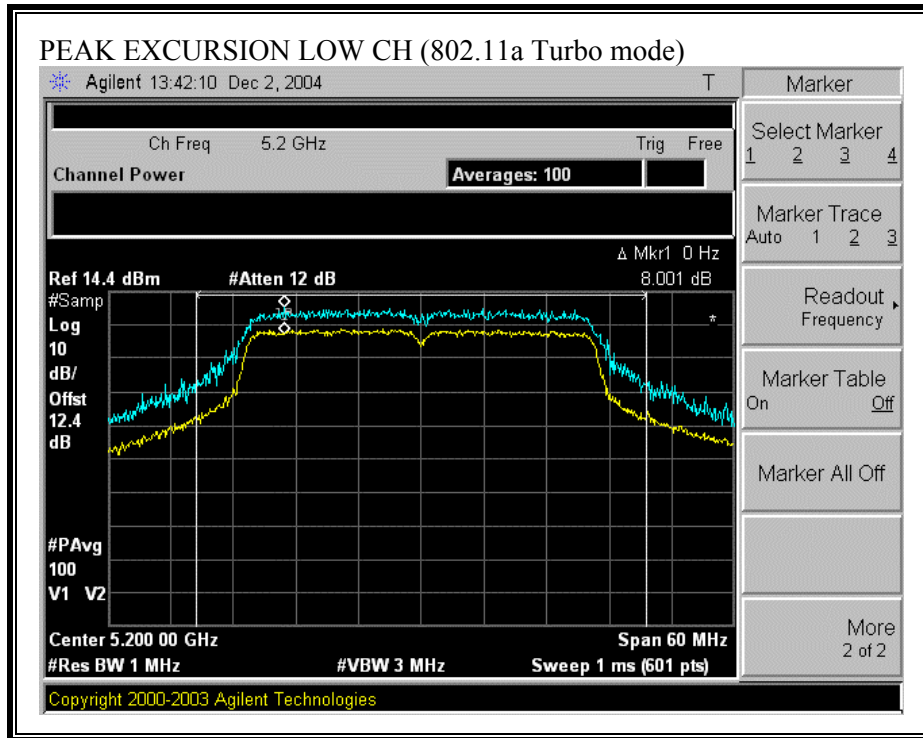 PEAK EXCURSION LOW CH (802.11a Turbo mode)
Agilent 13:42:10 Dec 2, 2004 T
Marker
Ch Freq 5.2 GHz Trig Free
Channel Power Averages: 100
Select Marker
1 2 3 4
Marker Trace
Auto 1 2 3
Δ Mkr1 0 Hz
Ref 14.4 dBm #Atten 12 dB 8.001 dB
#Samp
Log
10
dB/
Offst
12.4
dB
*
Readout
Frequency
Marker Table
On Off
Marker All Off
#PAvg
100
V1 V2
Center 5.200 00 GHz Span 60 MHz
#Res BW 1 MHz #VBW 3 MHz Sweep 1 ms (601 pts)
More
2 of 2
Copyright 2000-2003 Agilent Technologies